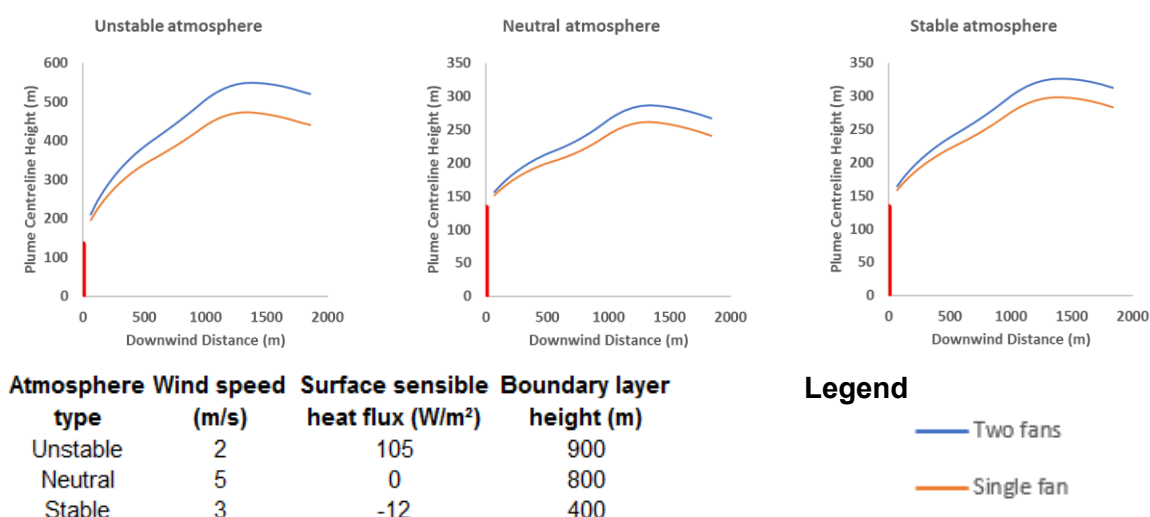 Unstable atmosphere
Plume Centreline Height (m)
600
500
400
300
200
100
0
0 500 1000 1500 2000
Downwind Distance (m)
Neutral atmosphere
Plume Centreline Height (m)
350
300
250
200
150
100
50
0
0 500 1000 1500 2000
Downwind Distance (m)
Stable atmosphere
Plume Centreline Height (m)
350
300
250
200
150
100
50
0
0 500 1000 1500 2000
Downwind Distance (m)
Atmosphere Wind speed Surface sensible Boundary layer
type (m/s) heat flux (W/m²) height (m)
Unstable 2 105 900
Neutral 5 0 800
Stable 3 -12 400
Legend
Two fans
Single fan